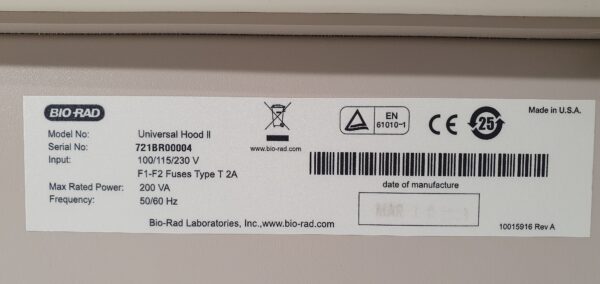 BIO-RAD
Model No: Universal Hood II
Serial No: 721BR00004
Input: 100/115/230 V
F1-F2 Fuses Type T 2A
Max Rated Power: 200 VA
Frequency: 50/60 Hz
Bio-Rad Laboratories, Inc.,www.bio-rad.com
www.bio-rad.com
EN
61010-1
CE
25
Made in U.S.A.
date of manufacture
MAR
10015916 Rev A